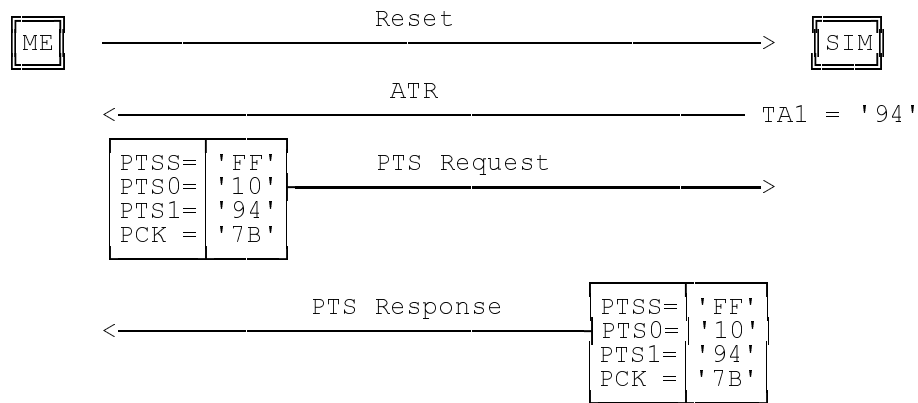 Reset
ME > SIM
ATR
< TA1 = '94'
PTSS= 'FF' PTS Request
PTS0= '10' >
PTS1= '94'
PCK = '7B'
PTS Response PTSS= 'FF'
< PTS0= '10'
PTS1= '94'
PCK = '7B'